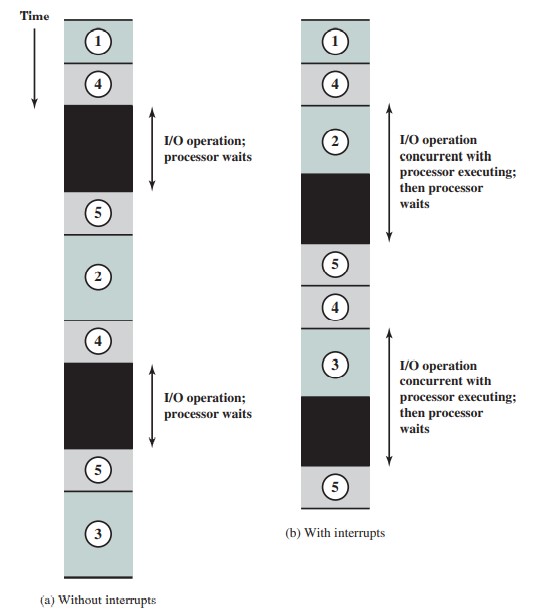 Time
1
4
I/O operation;
processor waits
5
2
4
I/O operation;
processor waits
5
3
(a) Without interrupts
1
4
2
I/O operation
concurrent with
processor executing;
then processor
waits
5
4
3
I/O operation
concurrent with
processor executing;
then processor
waits
5
(b) With interrupts